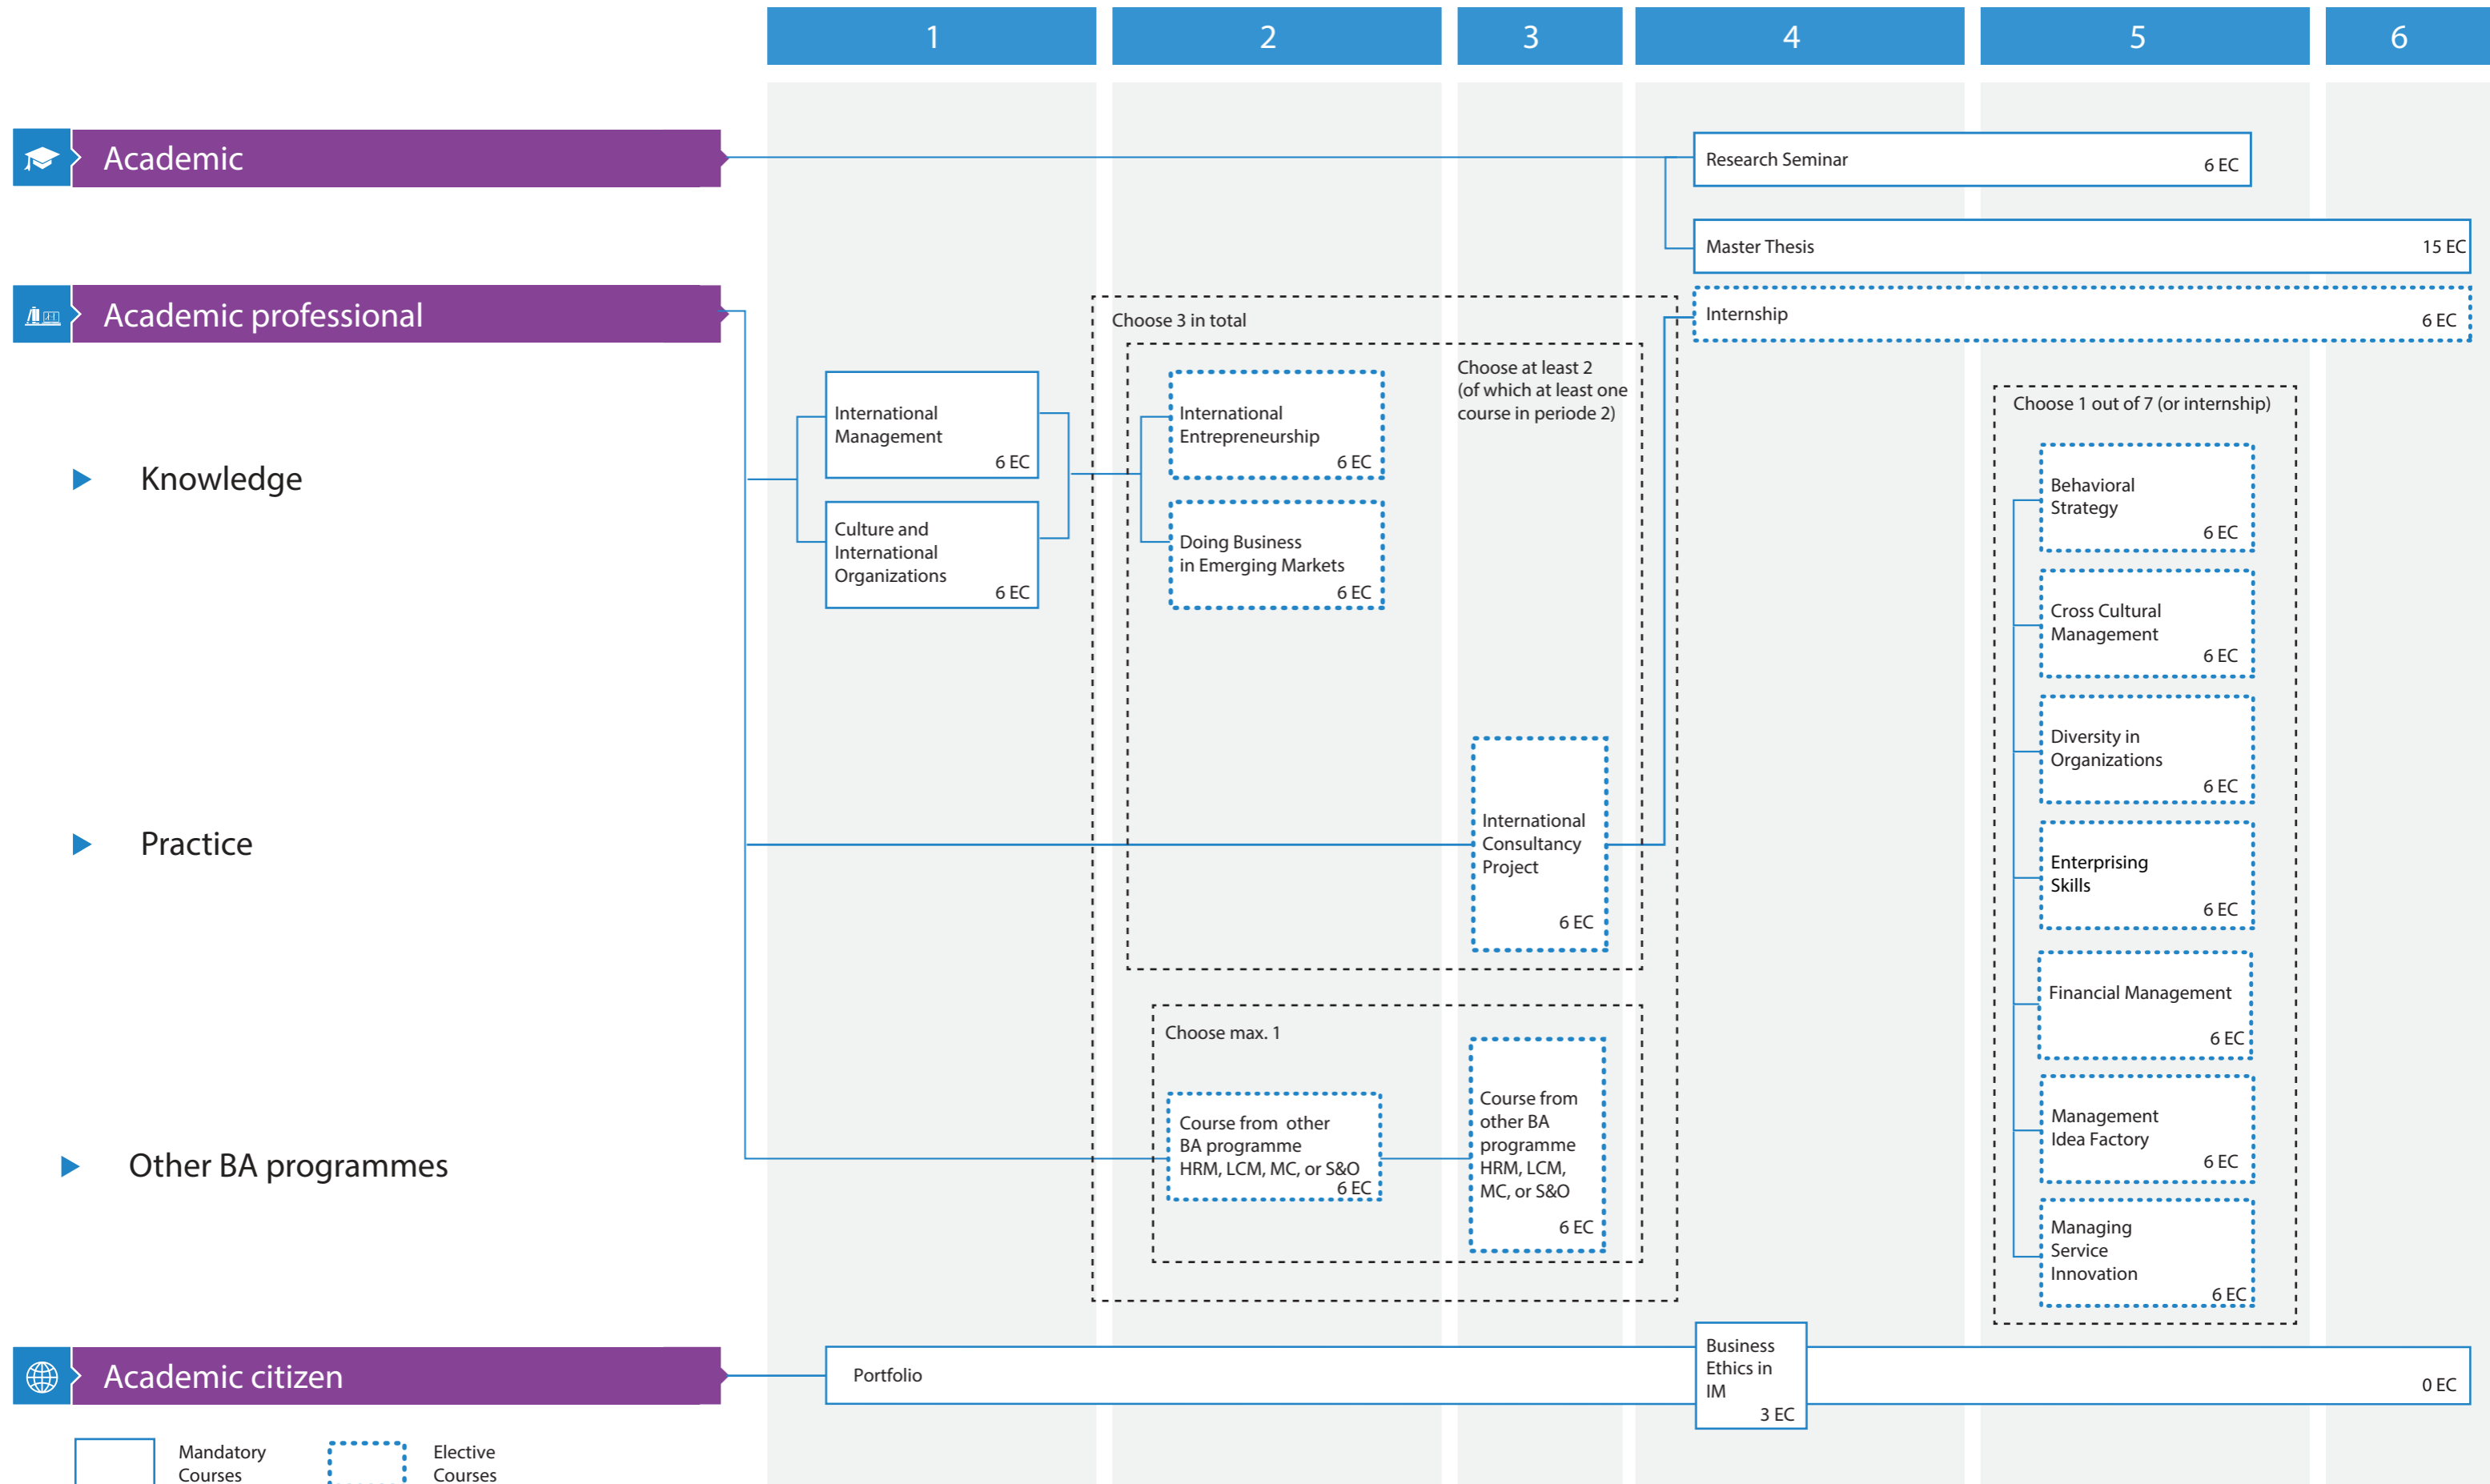 1
2
3
4
5
6
Academic
Research Seminar
6 EC
Master Thesis
15 EC
Academic professional
Internship
6 EC
Choose 3 in total
Choose at least 2
(of which at least one
course in periode 2)
Knowledge
International
Management
6 EC
Culture and
International
Organizations
6 EC
International
Entrepreneurship
6 EC
Doing Business
in Emerging Markets
6 EC
Choose 1 out of 7 (or internship)
Behavioral
Strategy
6 EC
Cross Cultural
Management
6 EC
Diversity in
Organizations
6 EC
Enterprising
Skills
6 EC
Financial Management
6 EC
Management
Idea Factory
6 EC
Managing
Service
Innovation
6 EC
Practice
International
Consultancy
Project
6 EC
Other BA programmes
Choose max. 1
Course from other
BA programme
HRM, LCM, MC, or S&O
6 EC
Course from
other BA
programme
HRM, LCM,
MC, or S&O
6 EC
Academic citizen
Portfolio
0 EC
Business
Ethics in
IM
3 EC
Mandatory
Courses
Elective
Courses